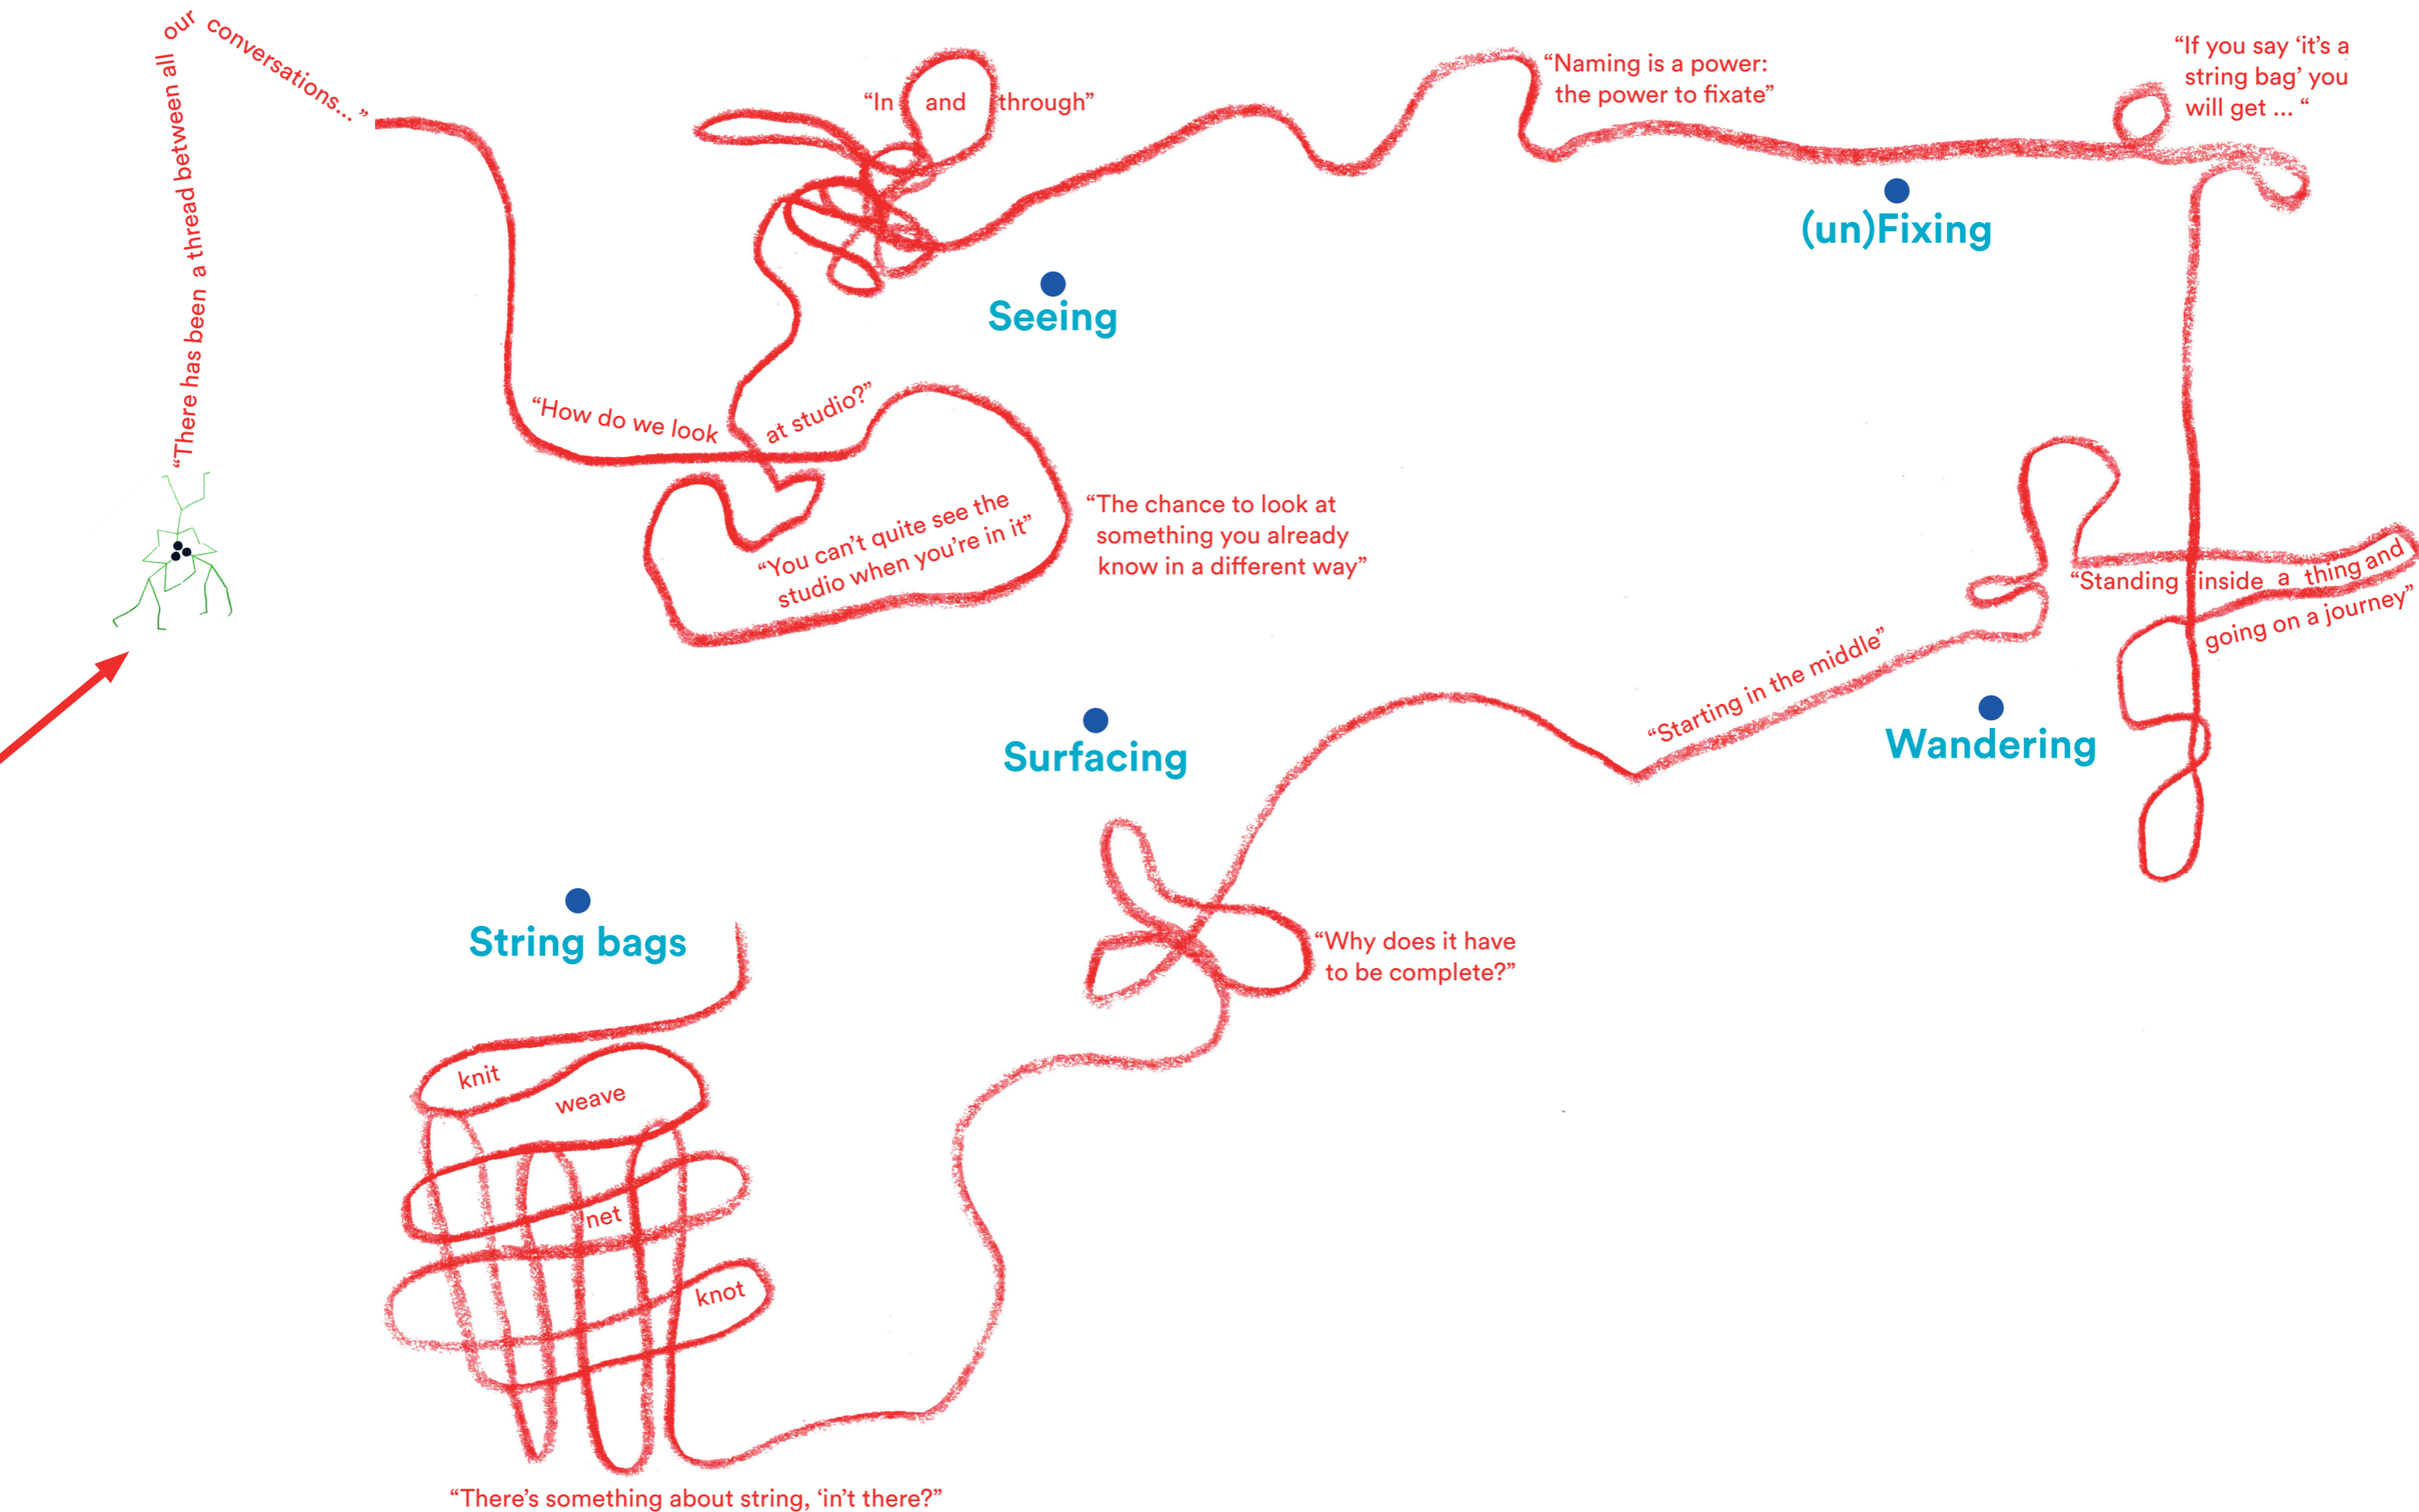 “There has been a thread between all our conversations... ”
“In and through”
“Naming is a power:
the power to fixate”
“If you say ‘it’s a
string bag’ you
will get ... “
(un)Fixing
Seeing
“How do we look at studio?”
“You can’t quite see the
studio when you’re in it”
“The chance to look at
something you already
know in a different way”
“Standing inside a thing and
going on a journey”
“Starting in the middle”
Wandering
Surfacing
“Why does it have
to be complete?”
String bags
knit
weave
net
knot
“There’s something about string, ‘in’t there?”